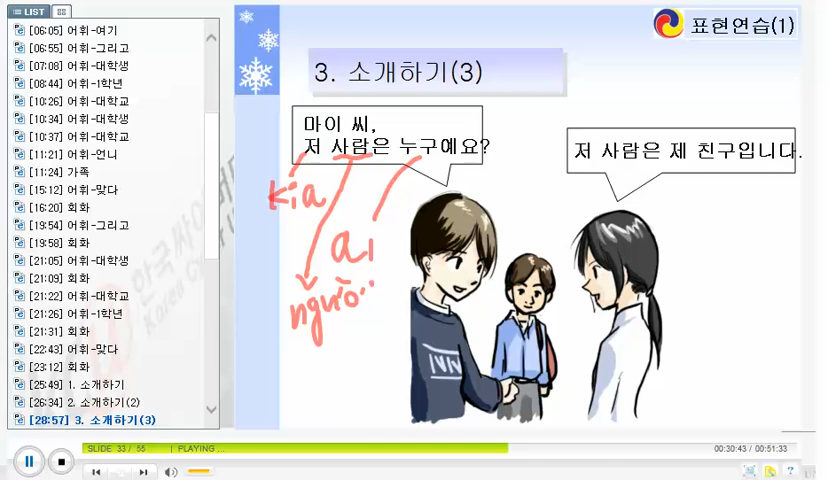 LIST
[06:05] 어휘-여기
[06:55] 어휘-그리고
[07:08] 어휘-대학생
[08:44] 어휘-1학년
[10:26] 어휘-대학교
[10:34] 어휘-대학생
[10:37] 어휘-대학교
[11:21] 어휘-언니
[11:24] 가족
[15:12] 어휘-맞다
[16:20] 회화
[19:54] 어휘-그리고
[19:58] 회화
[21:05] 어휘-대학생
[21:09] 회화
[21:22] 어휘-대학교
[21:26] 어휘-1학년
[21:31] 회화
[22:43] 어휘-맞다
[23:12] 회화
[25:49] 1. 소개하기
[26:34] 2. 소개하기(2)
[28:57] 3. 소개하기(3)
표현연습(1)
3. 소개하기(3)
마이 씨,
저 사람은 누구예요?
저 사람은 제 친구입니다.
kia
ai
người
SLIDE 33 / 55 PLAYING ...
00:30:43 / 00:51:33